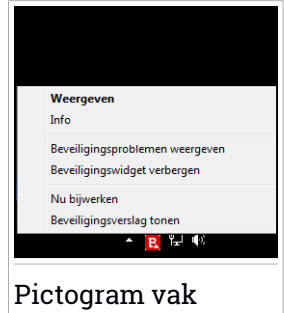 Weergeven
Info
Beveiligingsproblemen weergeven
Beveiligingswidget verbergen
Nu bijwerken
Beveiligingsverslag tonen
B
Pictogram vak